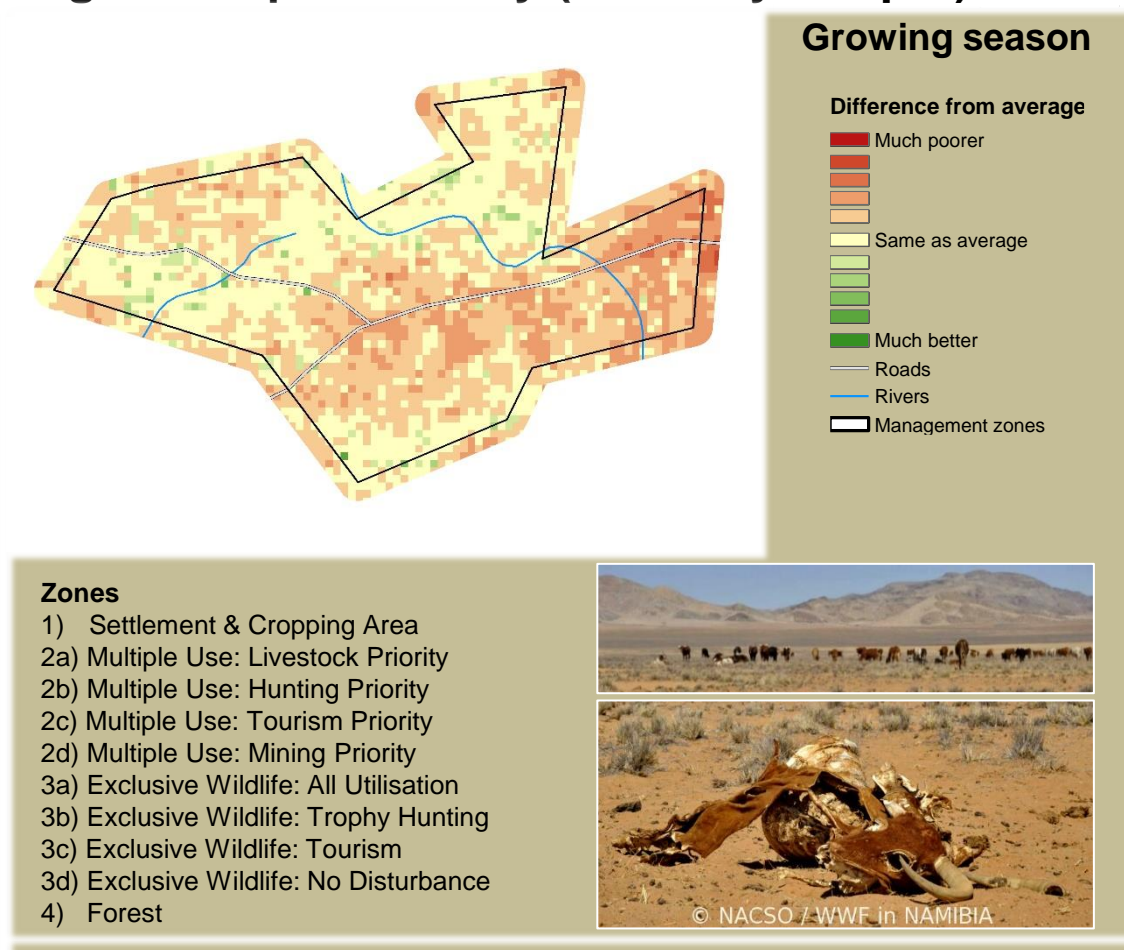 Growing season
Difference from average
Much poorer
Same as average
Much better
Roads
Rivers
Management zones
Zones
1) Settlement & Cropping Area
2a) Multiple Use: Livestock Priority
2b) Multiple Use: Hunting Priority
2c) Multiple Use: Tourism Priority
2d) Multiple Use: Mining Priority
3a) Exclusive Wildlife: All Utilisation
3b) Exclusive Wildlife: Trophy Hunting
3c) Exclusive Wildlife: Tourism
3d) Exclusive Wildlife: No Disturbance
4) Forest
© NACSO / WWF in NAMIBIA